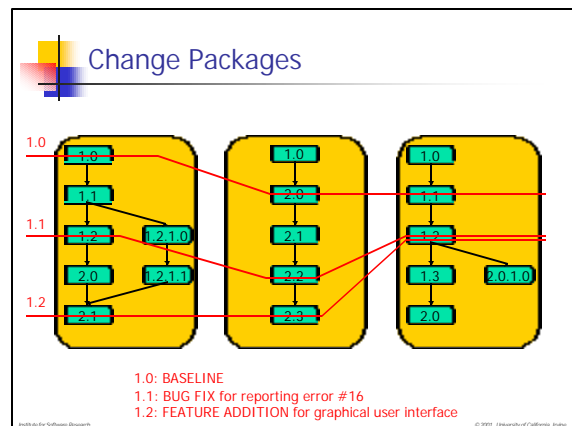 Change Packages
1.0
1.0 1.0 1.0
1.1 2.0 1.1
1.1
1.2 1.2.1.0 2.1 1.2
2.0 1.2.1.1 2.2 1.3 2.0.1.0
1.2
2.1 2.3 2.0
1.0: BASELINE
1.1: BUG FIX for reporting error #16
1.2: FEATURE ADDITION for graphical user interface
Institute for Software Research © 2001, University of California, Irvine